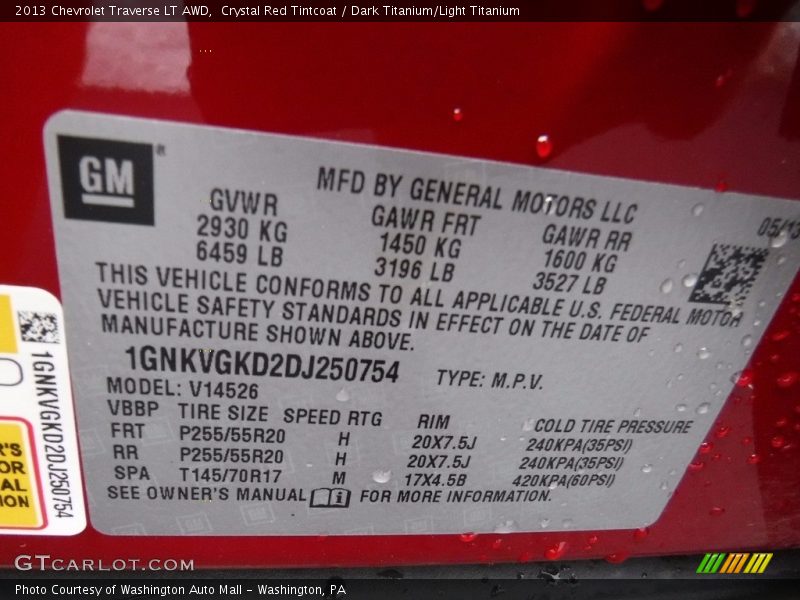 2013 Chevrolet Traverse LT AWD,  Crystal Red Tintcoat / Dark Titanium/Light Titanium
...
GM®
MFD BY GENERAL MOTORS LLC
GVWR GAWR FRT GAWR RR 05/13
2930 KG 1450 KG 1600 KG
6459 LB 3196 LB 3527 LB
THIS VEHICLE CONFORMS TO ALL APPLICABLE U.S. FEDERAL MOTOR
VEHICLE SAFETY STANDARDS IN EFFECT ON THE DATE OF
MANUFACTURE SHOWN ABOVE.
1GNKVGKD2DJ250754 TYPE: M.P.V.
MODEL: V14526
VBBP TIRE SIZE SPEED RTG RIM COLD TIRE PRESSURE
FRT P255/55R20 H 20X7.5J 240KPA(35PSI)
RR P255/55R20 H 20X7.5J 240KPA(35PSI)
SPA T145/70R17 M 17X4.5B 420KPA(60PSI)
SEE OWNER'S MANUAL FOR MORE INFORMATION.
1GNKVGKD2DJ250754
R'S
OR
AL
ION
GTCARLOT.COM
Photo Courtesy of Washington Auto Mall - Washington, PA